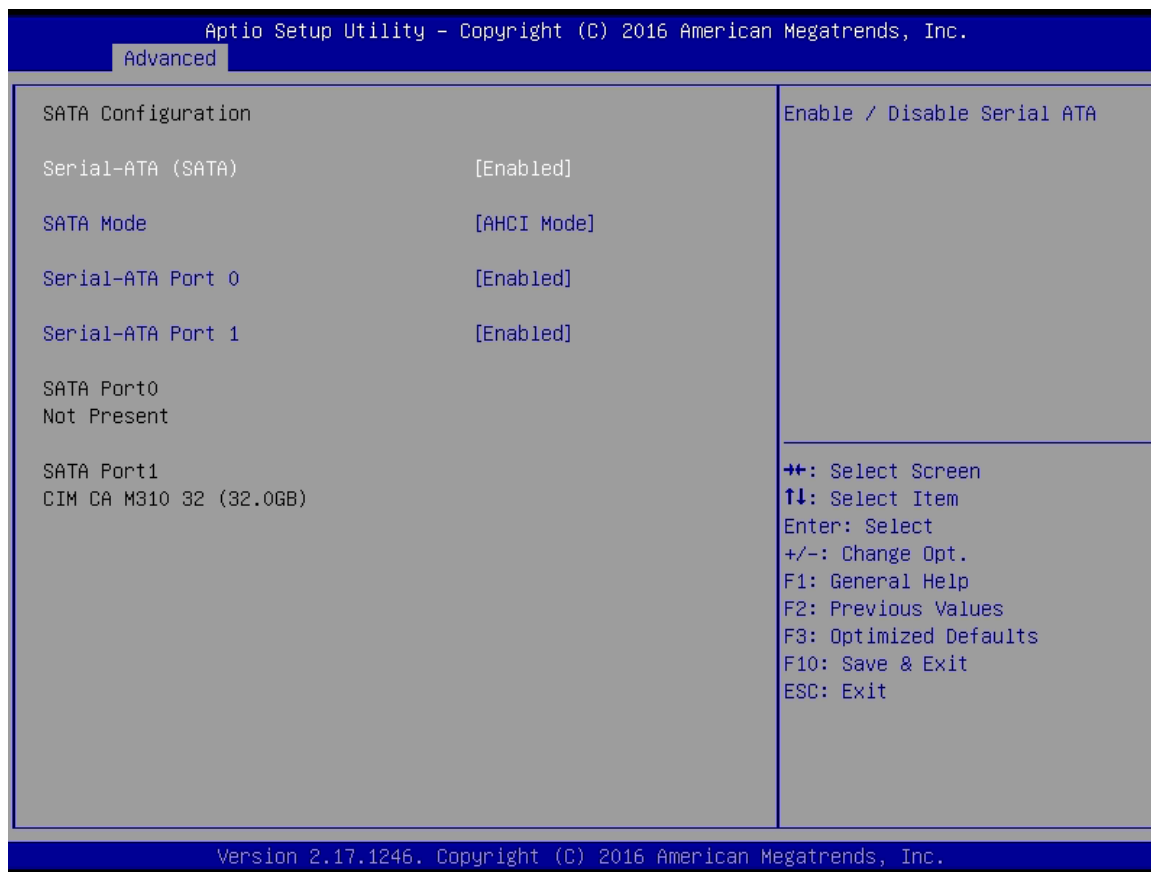 Aptio Setup Utility – Copyright (C) 2016 American Megatrends, Inc.
Advanced
SATA Configuration
Serial-ATA (SATA) [Enabled]
SATA Mode [AHCI Mode]
Serial-ATA Port 0 [Enabled]
Serial-ATA Port 1 [Enabled]
SATA Port0
Not Present
SATA Port1
CIM CA M310 32 (32.0GB)
Enable / Disable Serial ATA
→←: Select Screen
↑↓: Select Item
Enter: Select
+/-: Change Opt.
F1: General Help
F2: Previous Values
F3: Optimized Defaults
F10: Save & Exit
ESC: Exit
Version 2.17.1246. Copyright (C) 2016 American Megatrends, Inc.